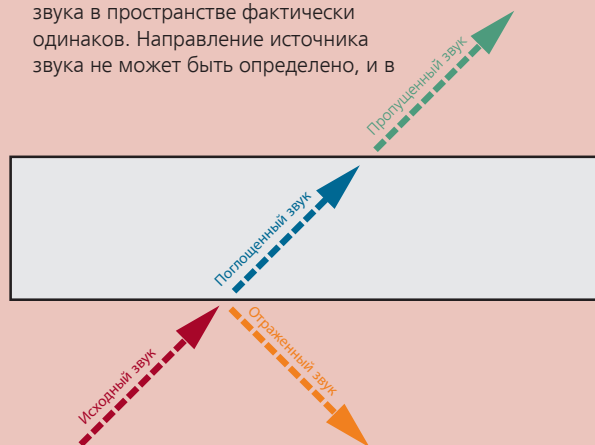 звука в пространстве фактически
одинаков. Направление источника
звука не может быть определено, и в
Пропущенный звук
Поглощенный звук
Отраженный звук
Исходный звук